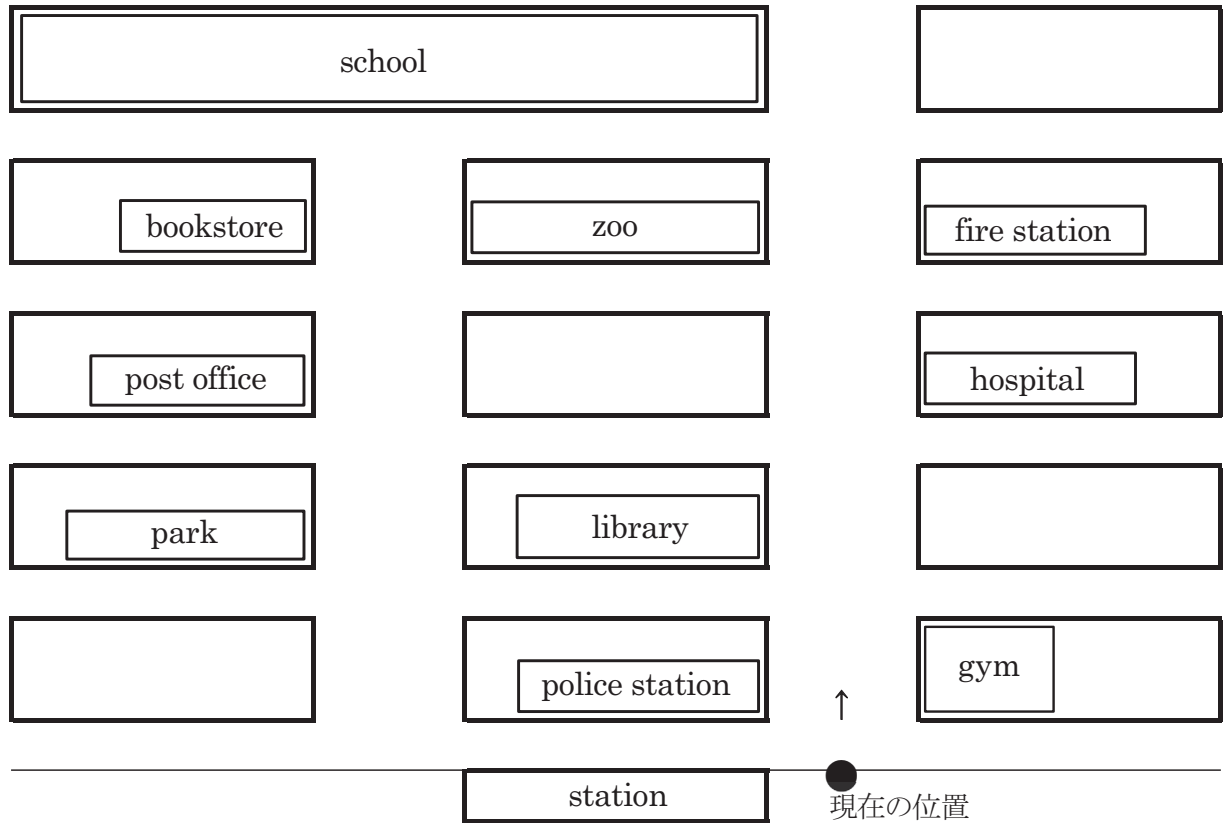 school
bookstore
zoo
fire station
post office
hospital
park
library
police station
gym
↑
station
現在の位置